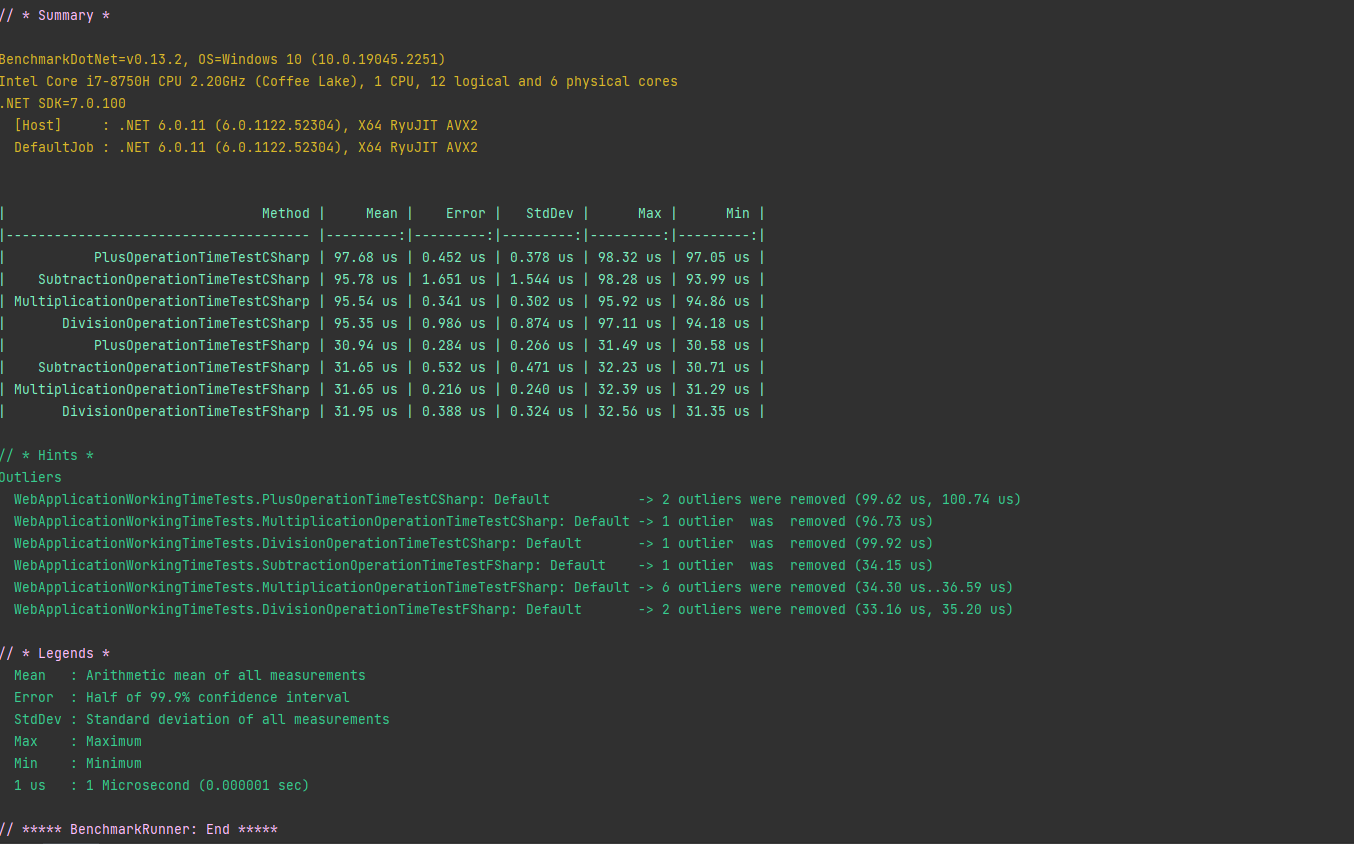 // * Summary *
BenchmarkDotNet=v0.13.2, OS=Windows 10 (10.0.19045.2251)
Intel Core i7-8750H CPU 2.20GHz (Coffee Lake), 1 CPU, 12 logical and 6 physical cores
.NET SDK=7.0.100
  [Host]     : .NET 6.0.11 (6.0.1122.52304), X64 RyuJIT AVX2
  DefaultJob : .NET 6.0.11 (6.0.1122.52304), X64 RyuJIT AVX2
|                                Method |     Mean |    Error |   StdDev |      Max |      Min |
|-------------------------------------- |---------:|---------:|---------:|---------:|---------:|
|           PlusOperationTimeTestCSharp | 97.68 us | 0.452 us | 0.378 us | 98.32 us | 97.05 us |
|    SubtractionOperationTimeTestCSharp | 95.78 us | 1.651 us | 1.544 us | 98.28 us | 93.99 us |
| MultiplicationOperationTimeTestCSharp | 95.54 us | 0.341 us | 0.302 us | 95.92 us | 94.86 us |
|       DivisionOperationTimeTestCSharp | 95.35 us | 0.986 us | 0.874 us | 97.11 us | 94.18 us |
|           PlusOperationTimeTestFSharp | 30.94 us | 0.284 us | 0.266 us | 31.49 us | 30.58 us |
|    SubtractionOperationTimeTestFSharp | 31.65 us | 0.532 us | 0.471 us | 32.23 us | 30.71 us |
| MultiplicationOperationTimeTestFSharp | 31.65 us | 0.216 us | 0.240 us | 32.39 us | 31.29 us |
|       DivisionOperationTimeTestFSharp | 31.95 us | 0.388 us | 0.324 us | 32.56 us | 31.35 us |
// * Hints *
Outliers
  WebApplicationWorkingTimeTests.PlusOperationTimeTestCSharp: Default           -> 2 outliers were removed (99.62 us, 100.74 us)
  WebApplicationWorkingTimeTests.MultiplicationOperationTimeTestCSharp: Default -> 1 outlier  was  removed (96.73 us)
  WebApplicationWorkingTimeTests.DivisionOperationTimeTestCSharp: Default       -> 1 outlier  was  removed (99.92 us)
  WebApplicationWorkingTimeTests.SubtractionOperationTimeTestFSharp: Default    -> 1 outlier  was  removed (34.15 us)
  WebApplicationWorkingTimeTests.MultiplicationOperationTimeTestFSharp: Default -> 6 outliers were removed (34.30 us..36.59 us)
  WebApplicationWorkingTimeTests.DivisionOperationTimeTestFSharp: Default       -> 2 outliers were removed (33.16 us, 35.20 us)
// * Legends *
  Mean   : Arithmetic mean of all measurements
  Error  : Half of 99.9% confidence interval
  StdDev : Standard deviation of all measurements
  Max    : Maximum
  Min    : Minimum
  1 us   : 1 Microsecond (0.000001 sec)
// ***** BenchmarkRunner: End *****